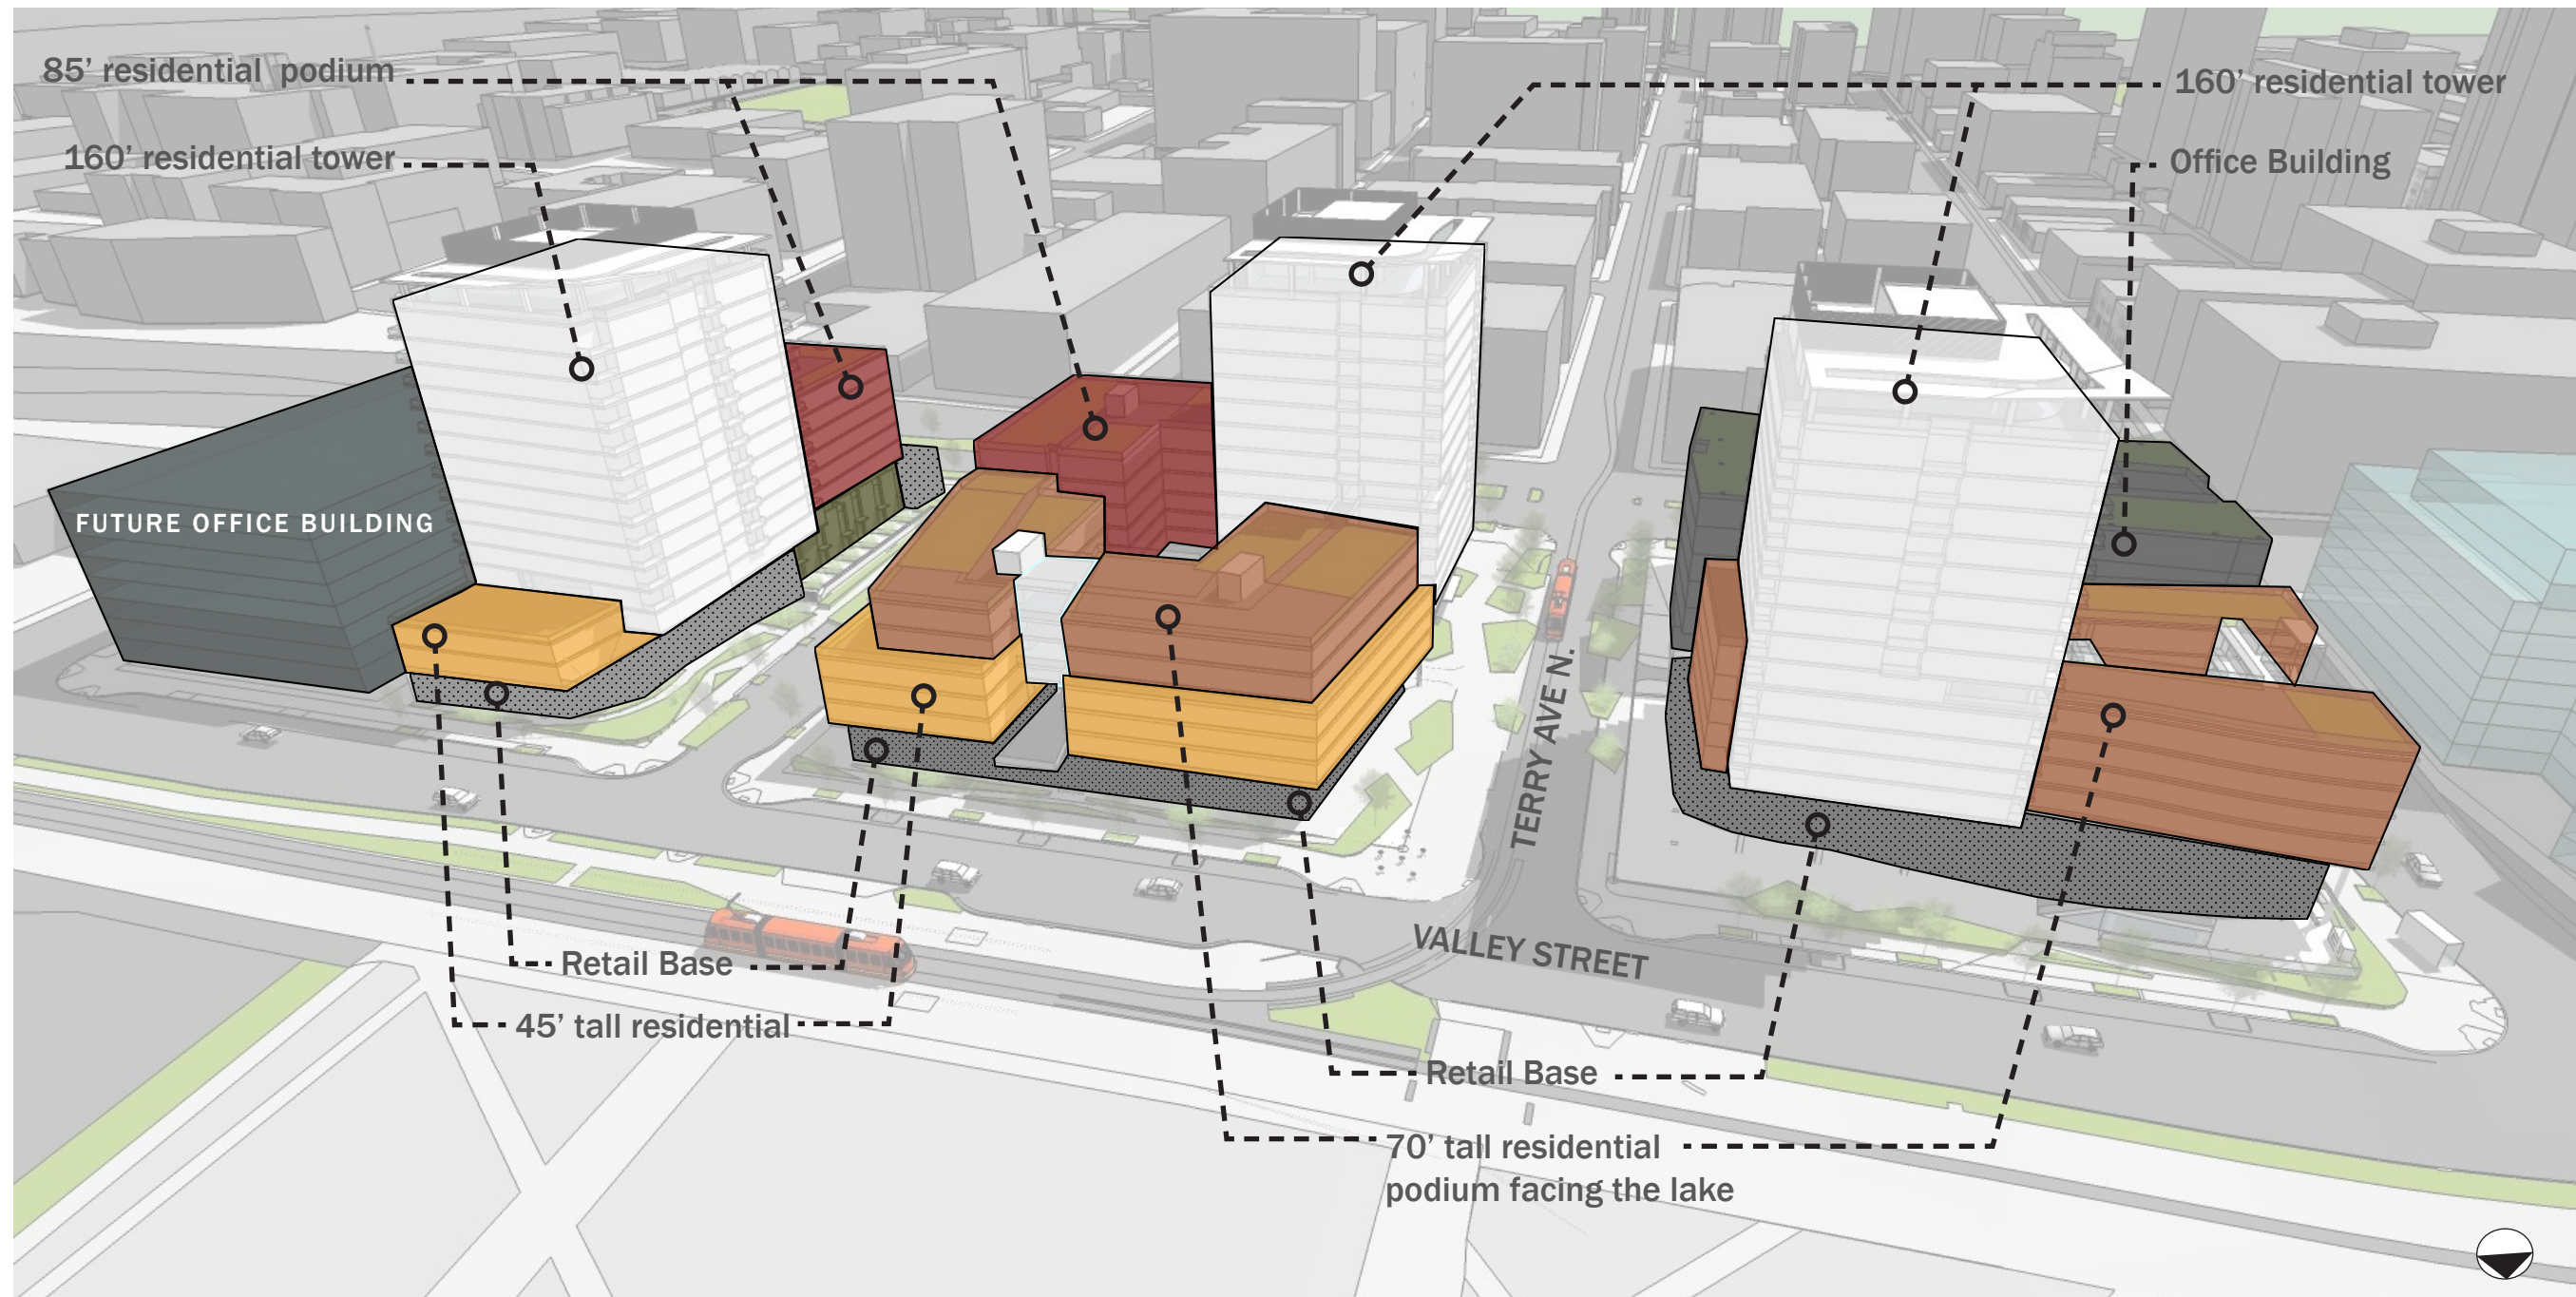 85’ residential podium
160’ residential tower
160’ residential tower
Office Building
FUTURE OFFICE BUILDING
TERRY AVE N.
VALLEY STREET
Retail Base
45’ tall residential
Retail Base
70’ tall residential
podium facing the lake